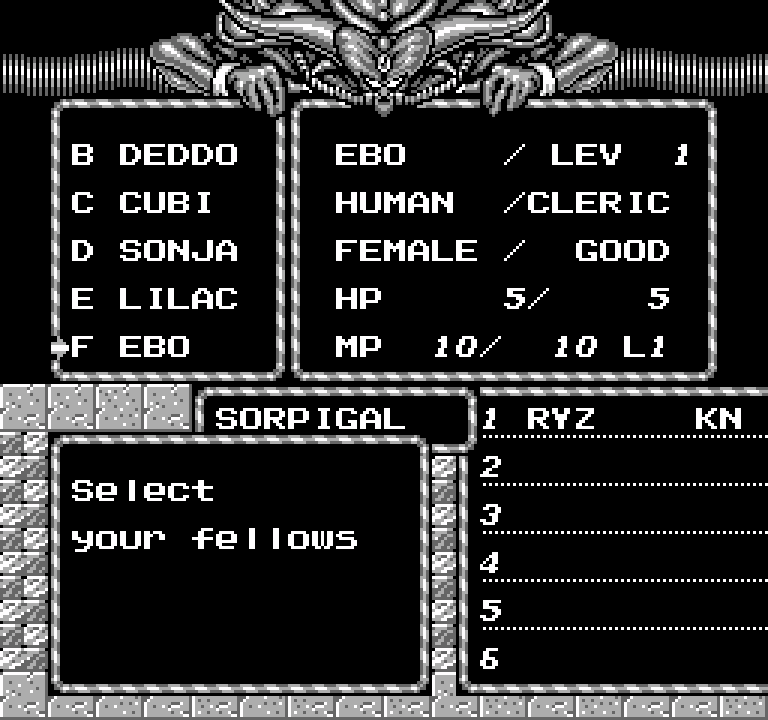 B DEDDO
C CUBI
D SONJA
E LILAC
F EBO
EBO / LEV 1
HUMAN /CLERIC
FEMALE / GOOD
HP 5/ 5
MP 10/ 10 L1
SORPIGAL
Select
your fellows
1 RYZ KN
2
3
4
5
6